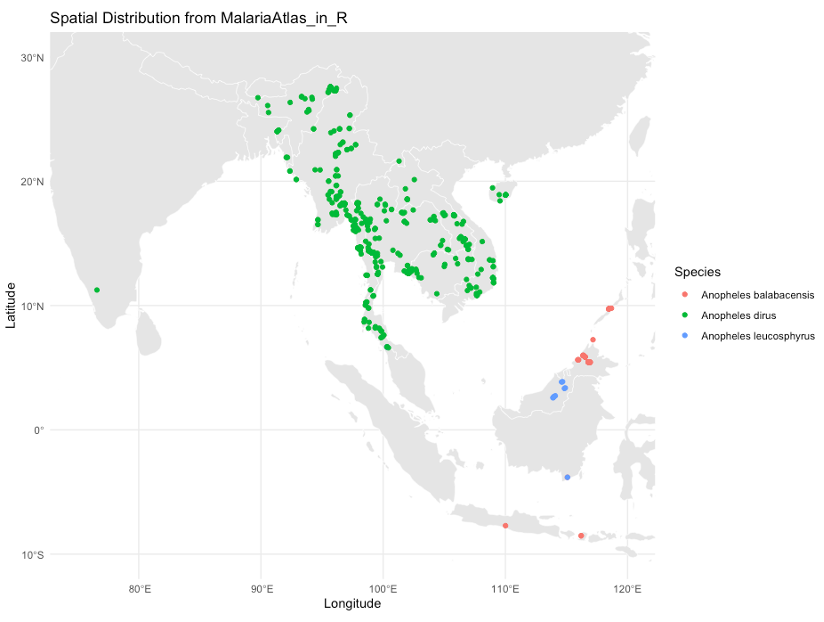 Spatial Distribution from MalariaAtlas_in_R
30°N
20°N
10°N
0°
10°S
Latitude
80°E
90°E
100°E
110°E
120°E
Longitude
Species
Anopheles balabacensis
Anopheles dirus
Anopheles leucosphyrus